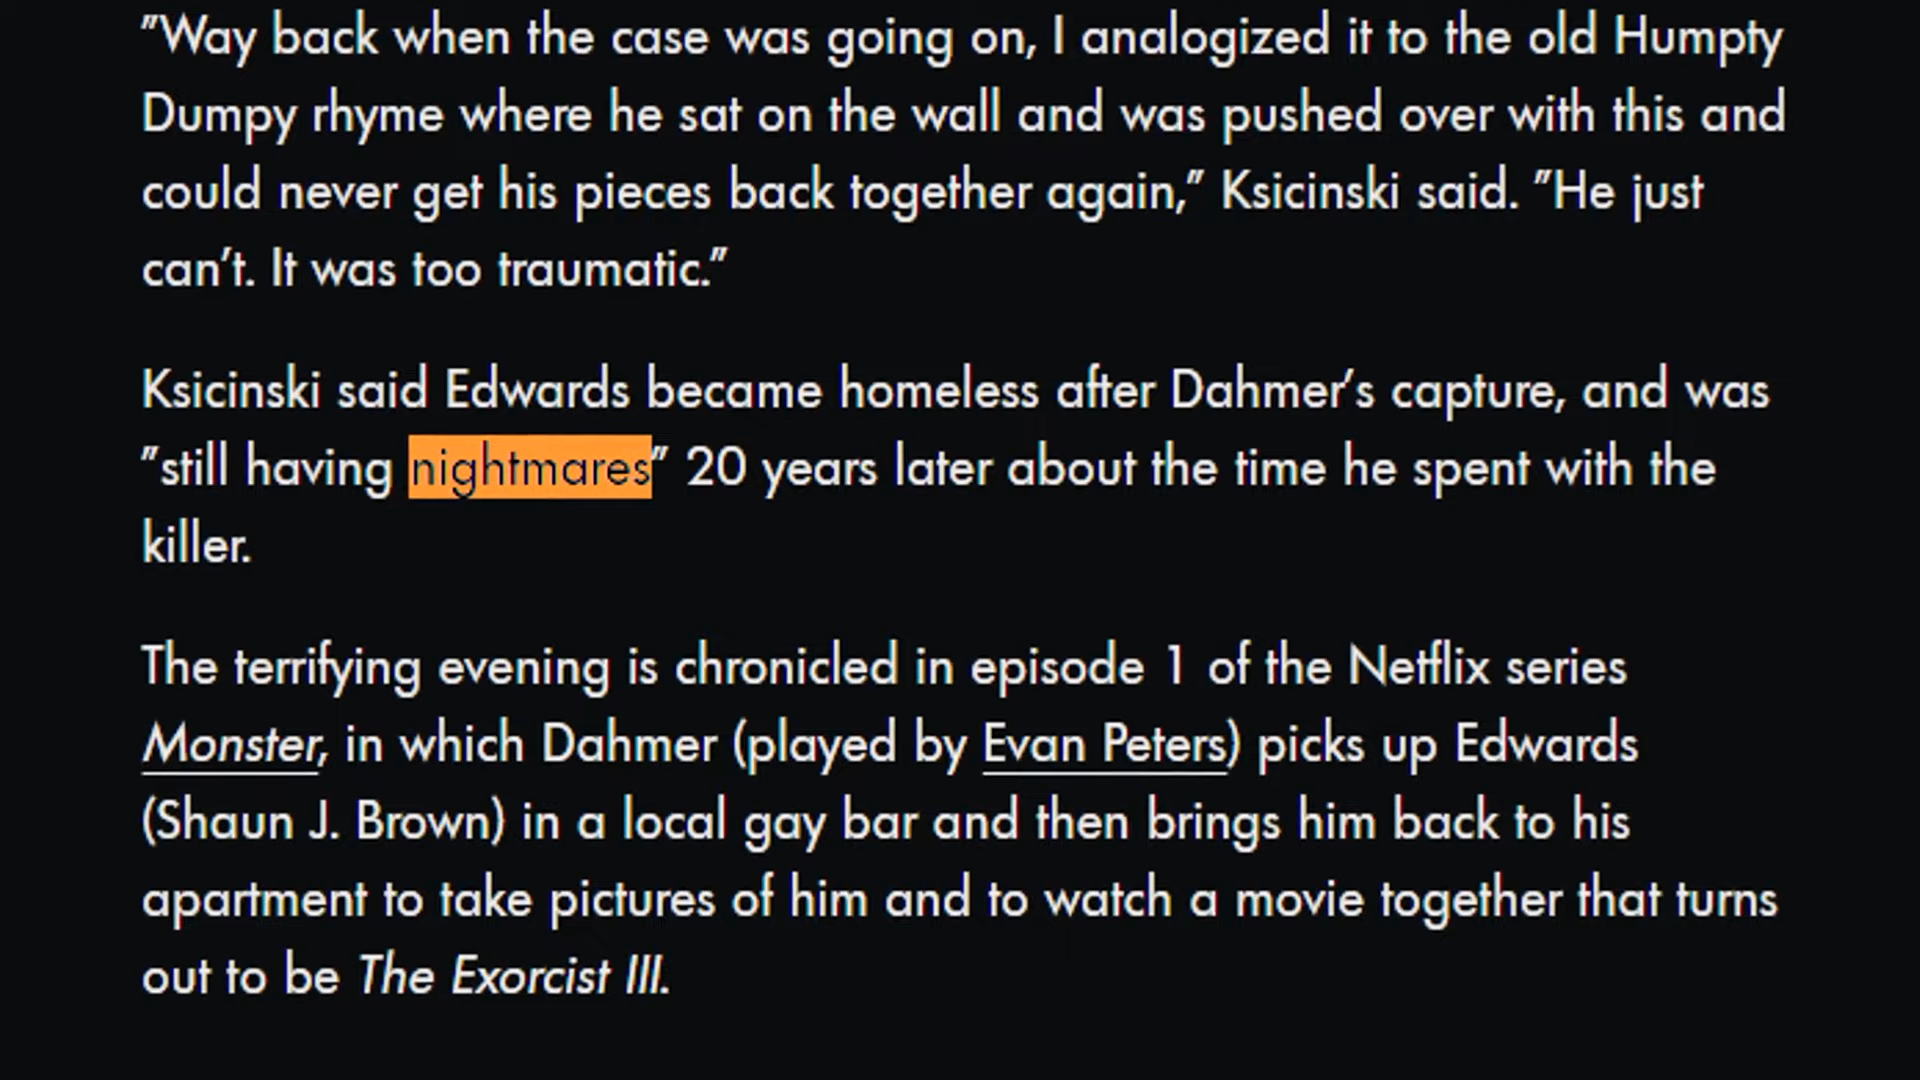 "Way back when the case was going on, I analogized it to the old Humpty
Dumpy rhyme where he sat on the wall and was pushed over with this and
could never get his pieces back together again," Ksicinski said. "He just
can't. It was too traumatic."
Ksicinski said Edwards became homeless after Dahmer's capture, and was
"still having nightmares" 20 years later about the time he spent with the
killer.
The terrifying evening is chronicled in episode 1 of the Netflix series
Monster, in which Dahmer (played by Evan Peters) picks up Edwards
(Shaun J. Brown) in a local gay bar and then brings him back to his
apartment to take pictures of him and to watch a movie together that turns
out to be The Exorcist III.